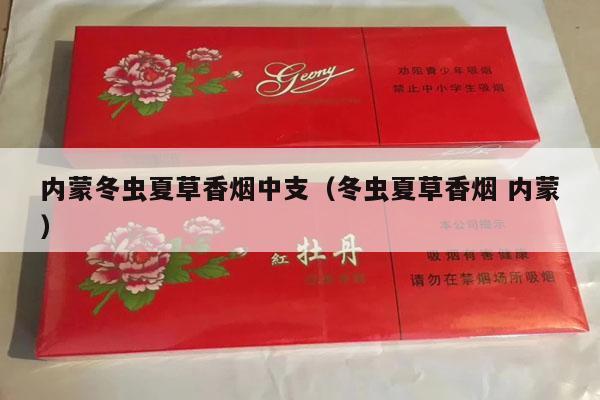 Geony
劝阻青少年吸烟
禁止中小学生吸烟
内蒙冬虫夏草香烟中支（冬虫夏草香烟 内蒙
）
本公司提示
紅 牡丹
吸烟有害健康
请勿在禁烟场所吸烟